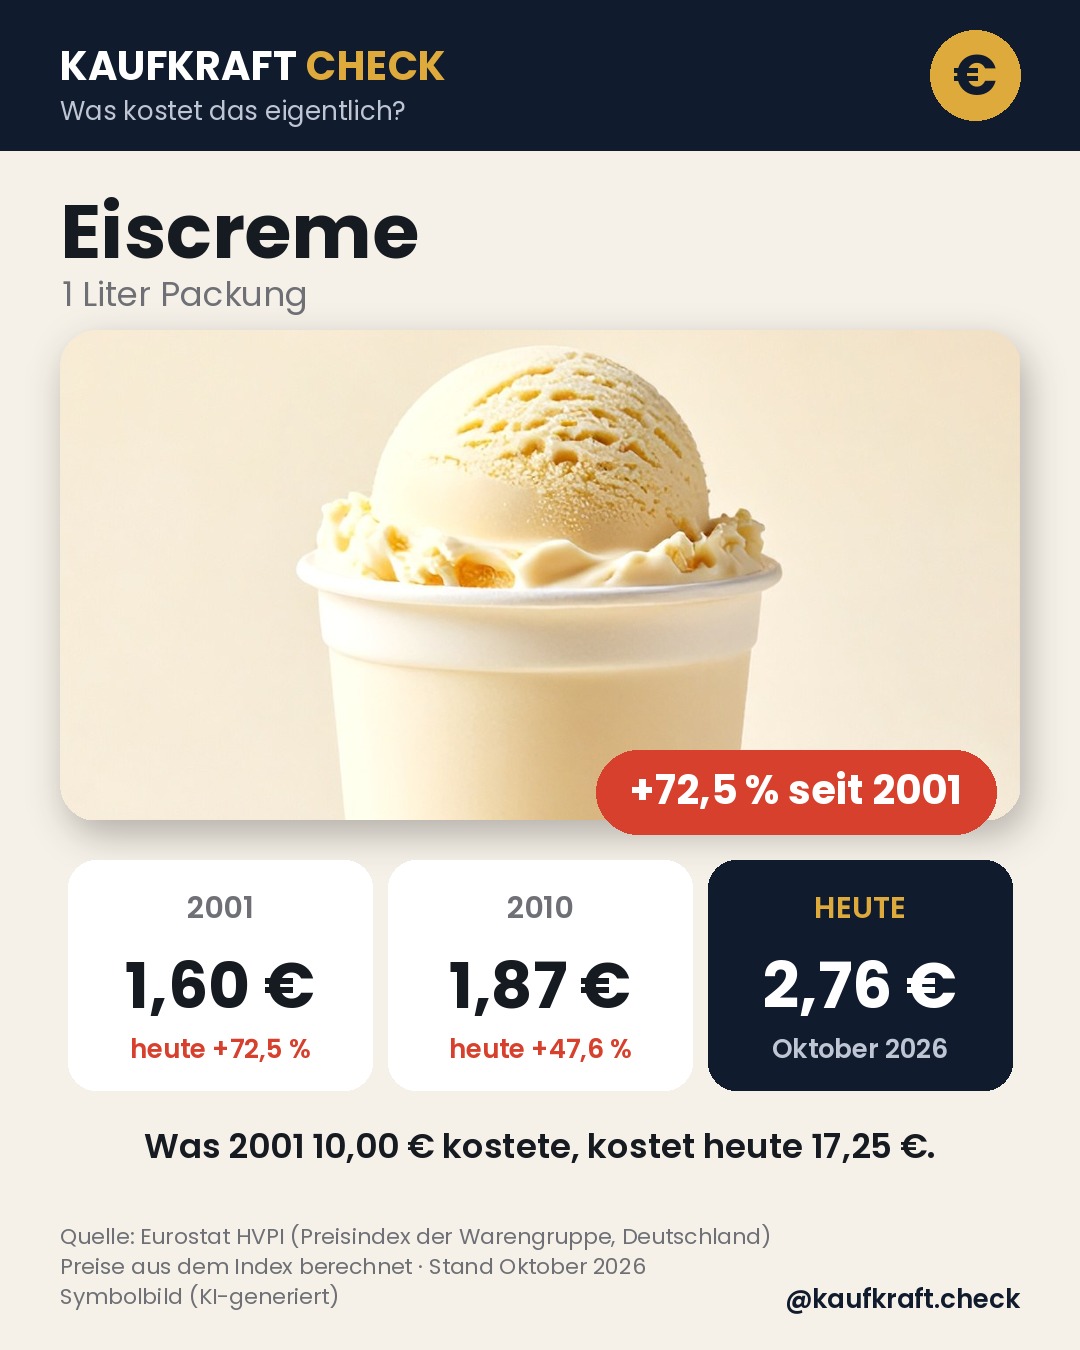 KAUFKRAFT CHECK
Was kostet das eigentlich?
€
Eiscreme
1 Liter Packung
+72,5 % seit 2001
2001
1,60 €
heute +72,5 %
2010
1,87 €
heute +47,6 %
HEUTE
2,76 €
Oktober 2026
Was 2001 10,00 € kostete, kostet heute 17,25 €.
Quelle: Eurostat HVPI (Preisindex der Warengruppe, Deutschland)
Preise aus dem Index berechnet · Stand Oktober 2026
Symbolbild (KI-generiert)
@kaufkraft.check